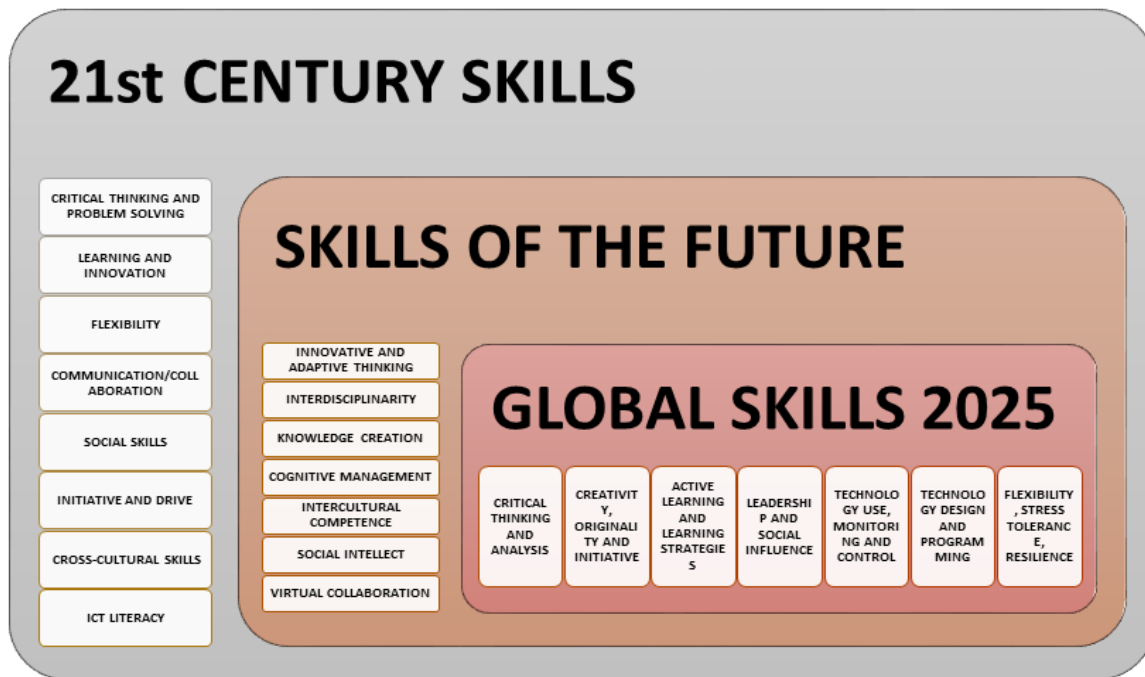 21st CENTURY SKILLS
CRITICAL THINKING AND
PROBLEM SOLVING
LEARNING AND
INNOVATION
FLEXIBILITY
COMMUNICATION/COLL
ABORATION
SOCIAL SKILLS
INITIATIVE AND DRIVE
CROSS-CULTURAL SKILLS
ICT LITERACY
SKILLS OF THE FUTURE
INNOVATIVE AND
ADAPTIVE THINKING
INTERDISCIPLINARITY
KNOWLEDGE CREATION
COGNITIVE MANAGEMENT
INTERCULTURAL
COMPETENCE
SOCIAL INTELLECT
VIRTUAL COLLABORATION
GLOBAL SKILLS 2025
CRITICAL
THINKING
AND
ANALYSIS
CREATIVIT
Y,
ORIGINALI
TY AND
INITIATIVE
ACTIVE
LEARNING
AND
LEARNING
STRATEGIE
S
LEADERSHI
P AND
SOCIAL
INFLUENCE
TECHNOLO
GY USE,
MONITORI
NG AND
CONTROL
TECHNOLO
GY DESIGN
AND
PROGRAM
MING
FLEXIBILITY
, STRESS
TOLERANC
E,
RESILIENCE